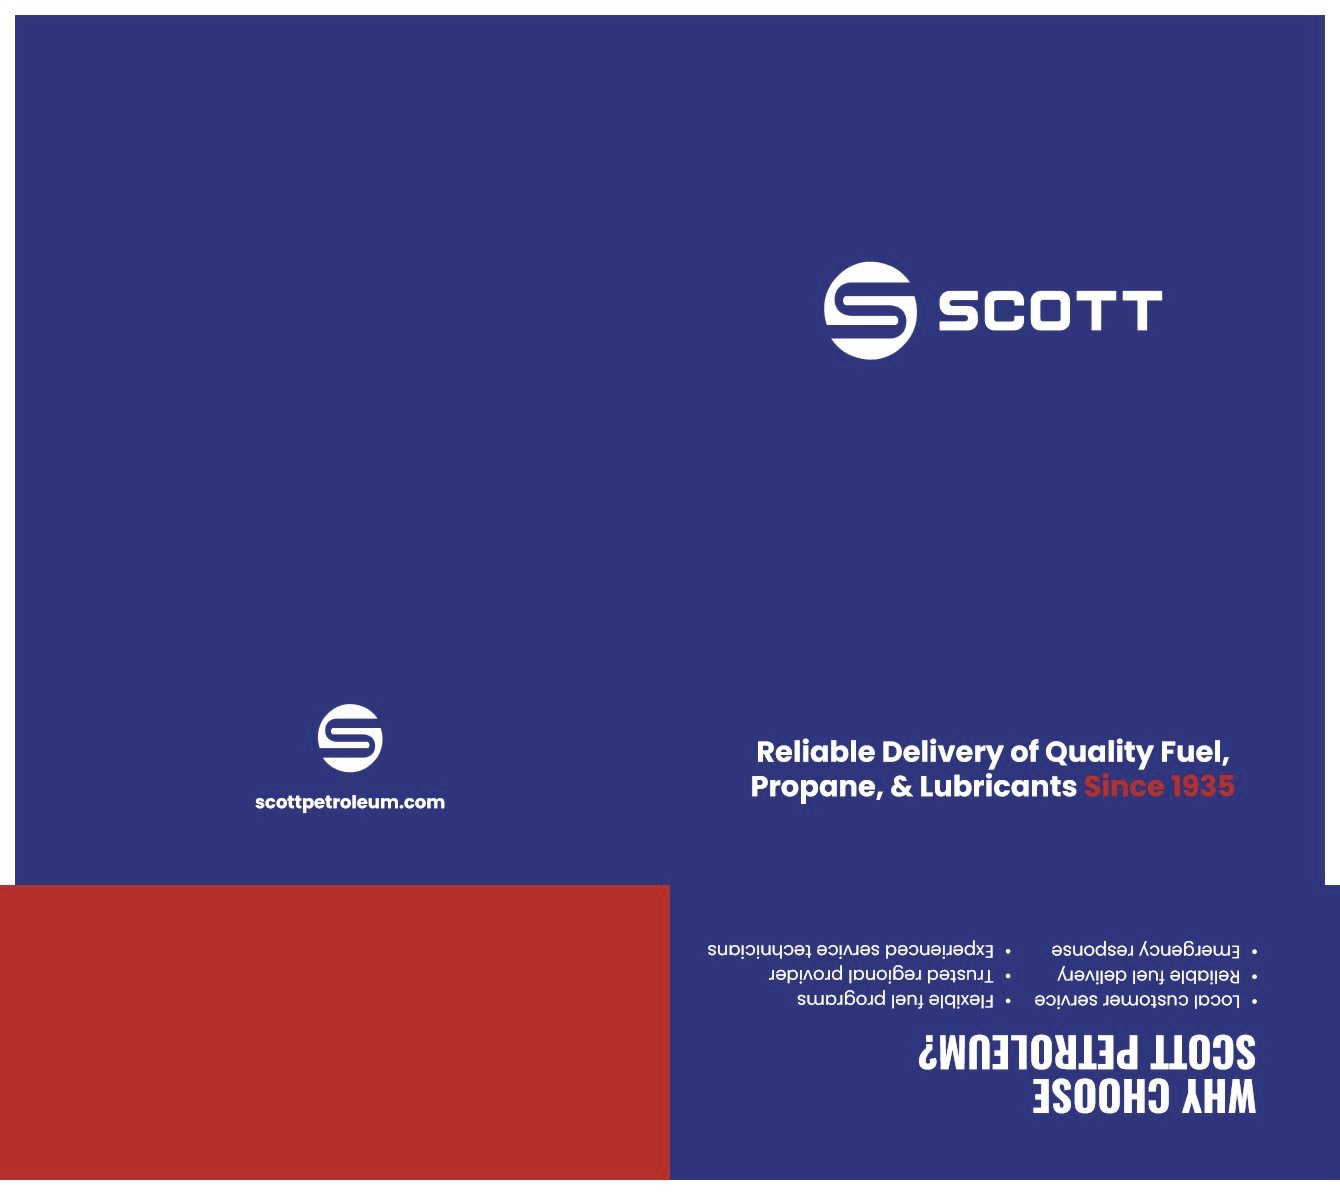 SCOTT
scottpetroleum.com
Reliable Delivery of Quality Fuel,
Propane, & Lubricants Since 1935
WHY CHOOSE
SCOTT PETROLEUM?
• Local customer service
• Reliable fuel delivery
• Emergency response
• Flexible fuel programs
• Trusted regional provider
• Experienced service technicians